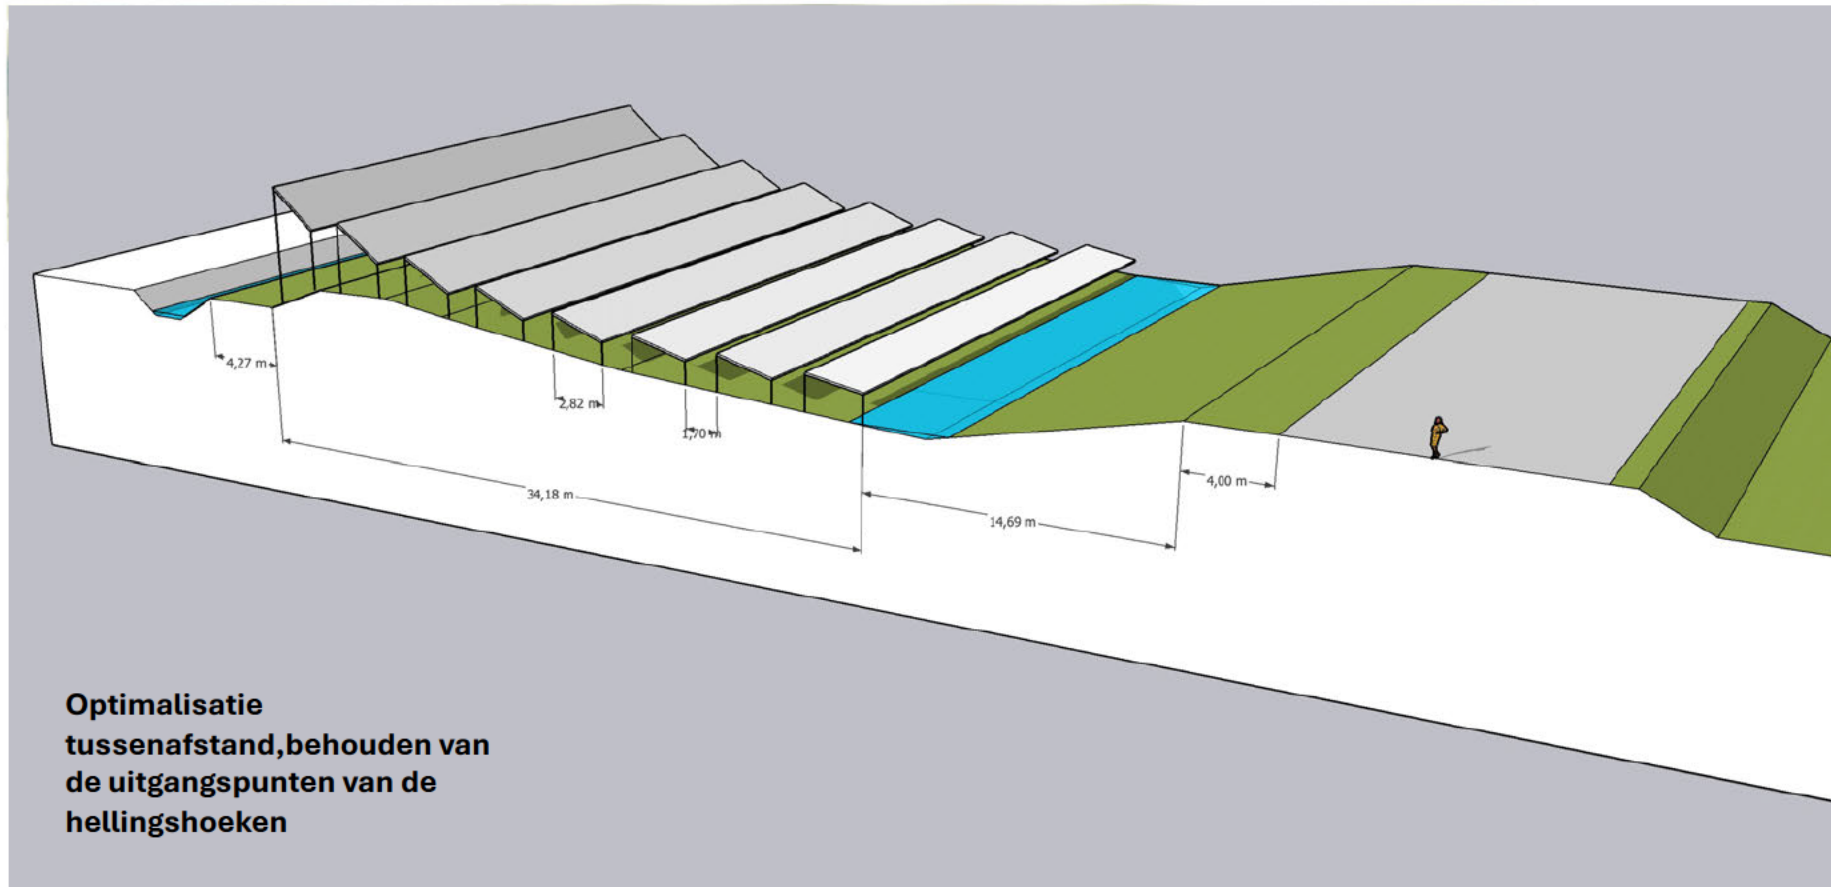 4,27 m
2,82 m
1,70 m
34,18 m
14,69 m
4,00 m
Optimalisatie
tussenafstand,behouden van
de uitgangspunten van de
hellingshoeken